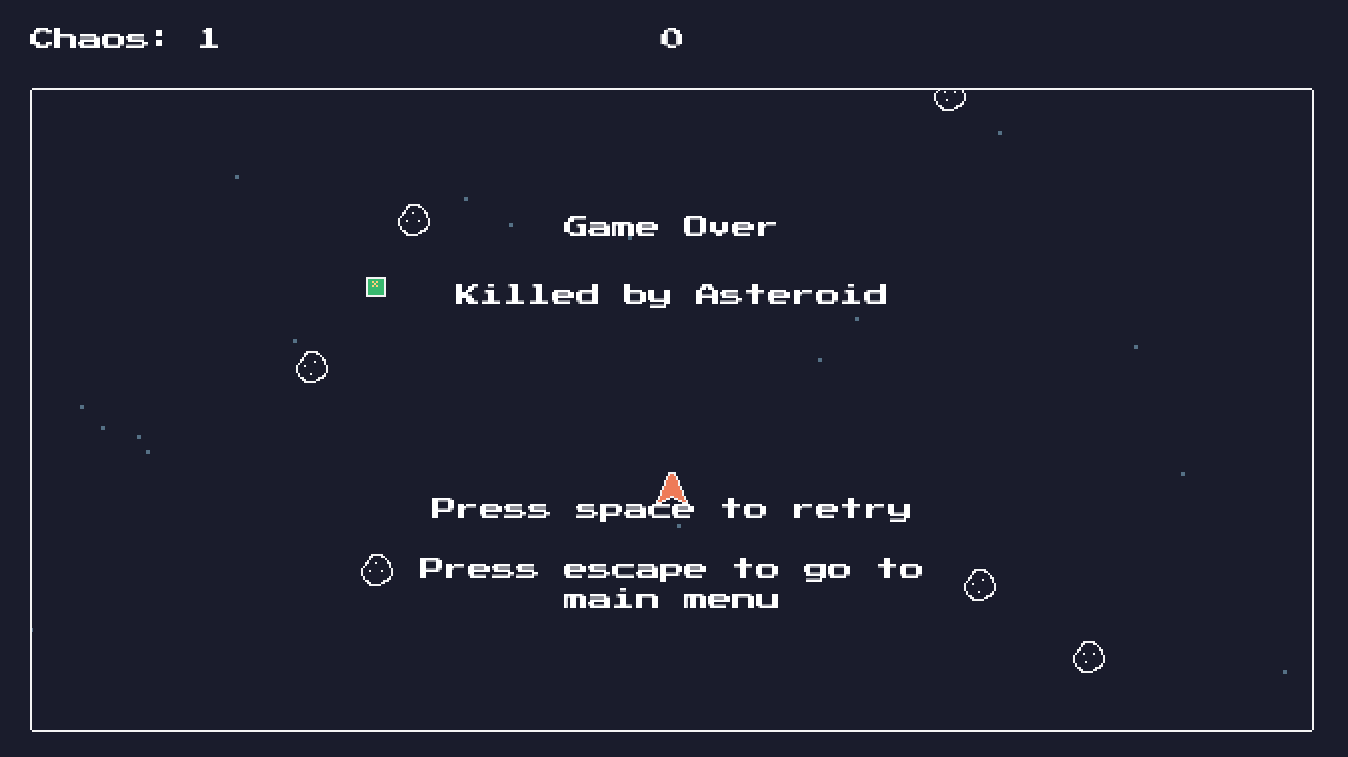 Chaos: 1
0
Game Over
Killed by Asteroid
Press space to retry
Press escape to go to
main menu